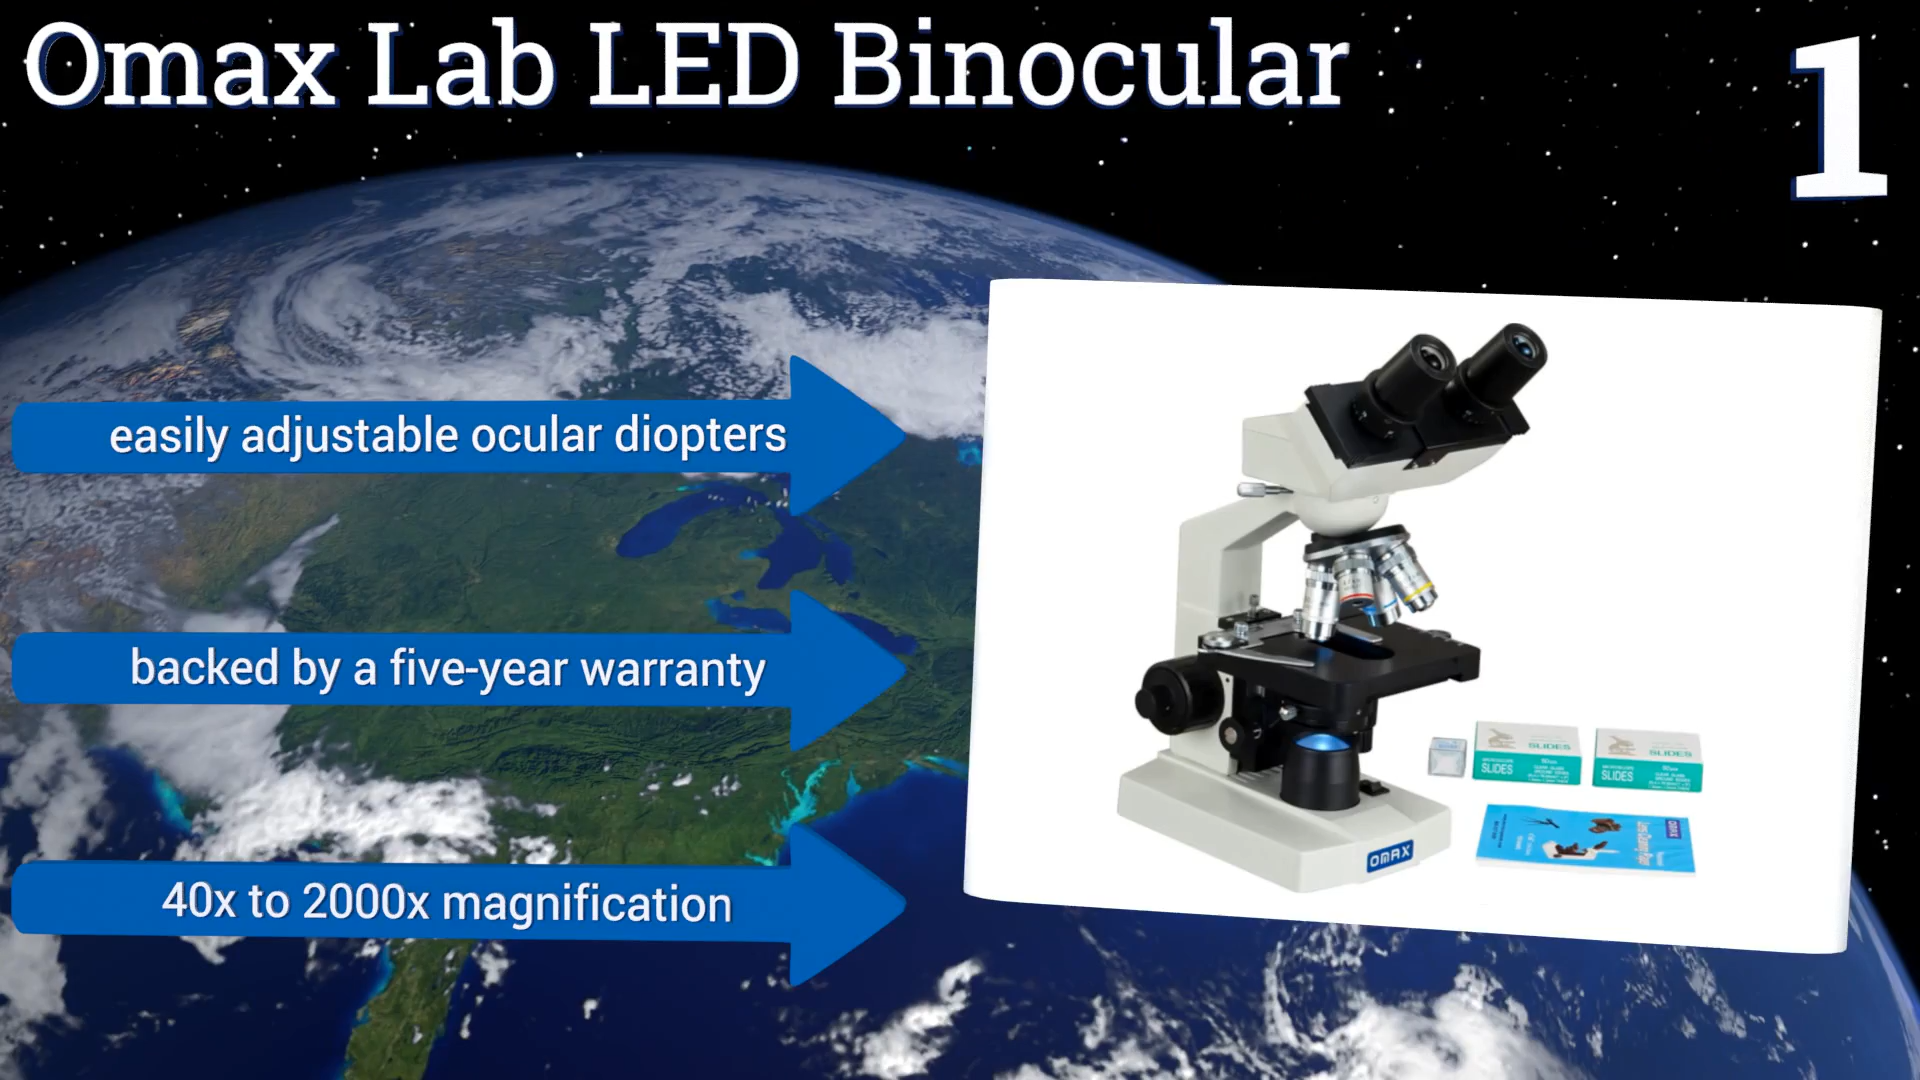 Omax Lab LED Binocular
1
easily adjustable ocular diopters
backed by a five-year warranty
40x to 2000x magnification
SLIDES
SLIDES
SLIDES
SLIDES
OMAX
OMAX